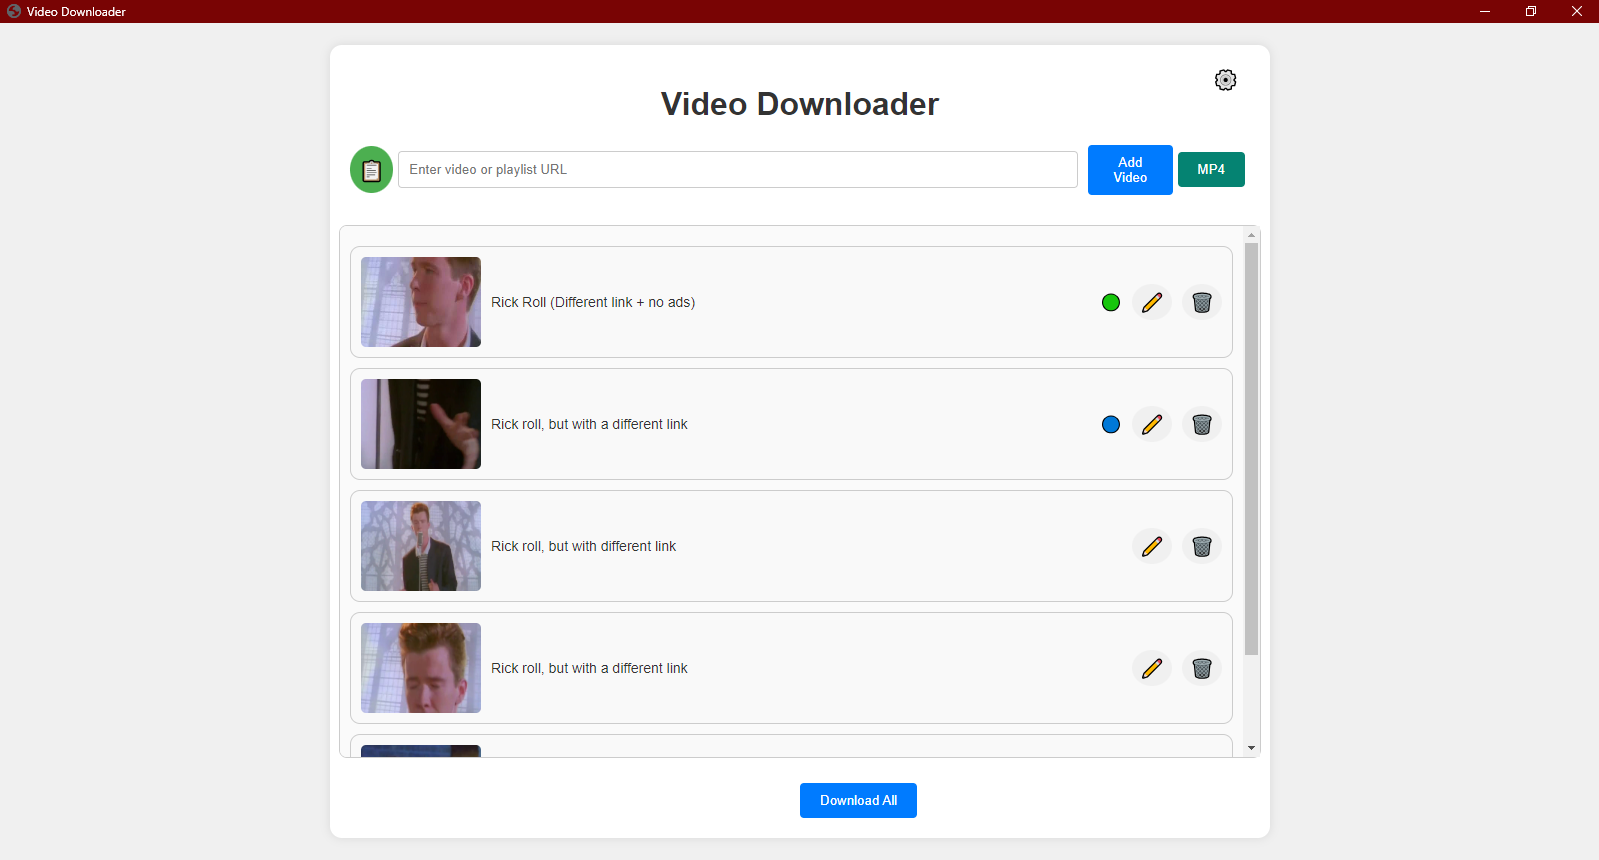 Video Downloader
Video Downloader
Enter video or playlist URL
Add
Video
MP4
Rick Roll (Different link + no ads)
Rick roll, but with a different link
Rick roll, but with different link
Rick roll, but with a different link
Download All